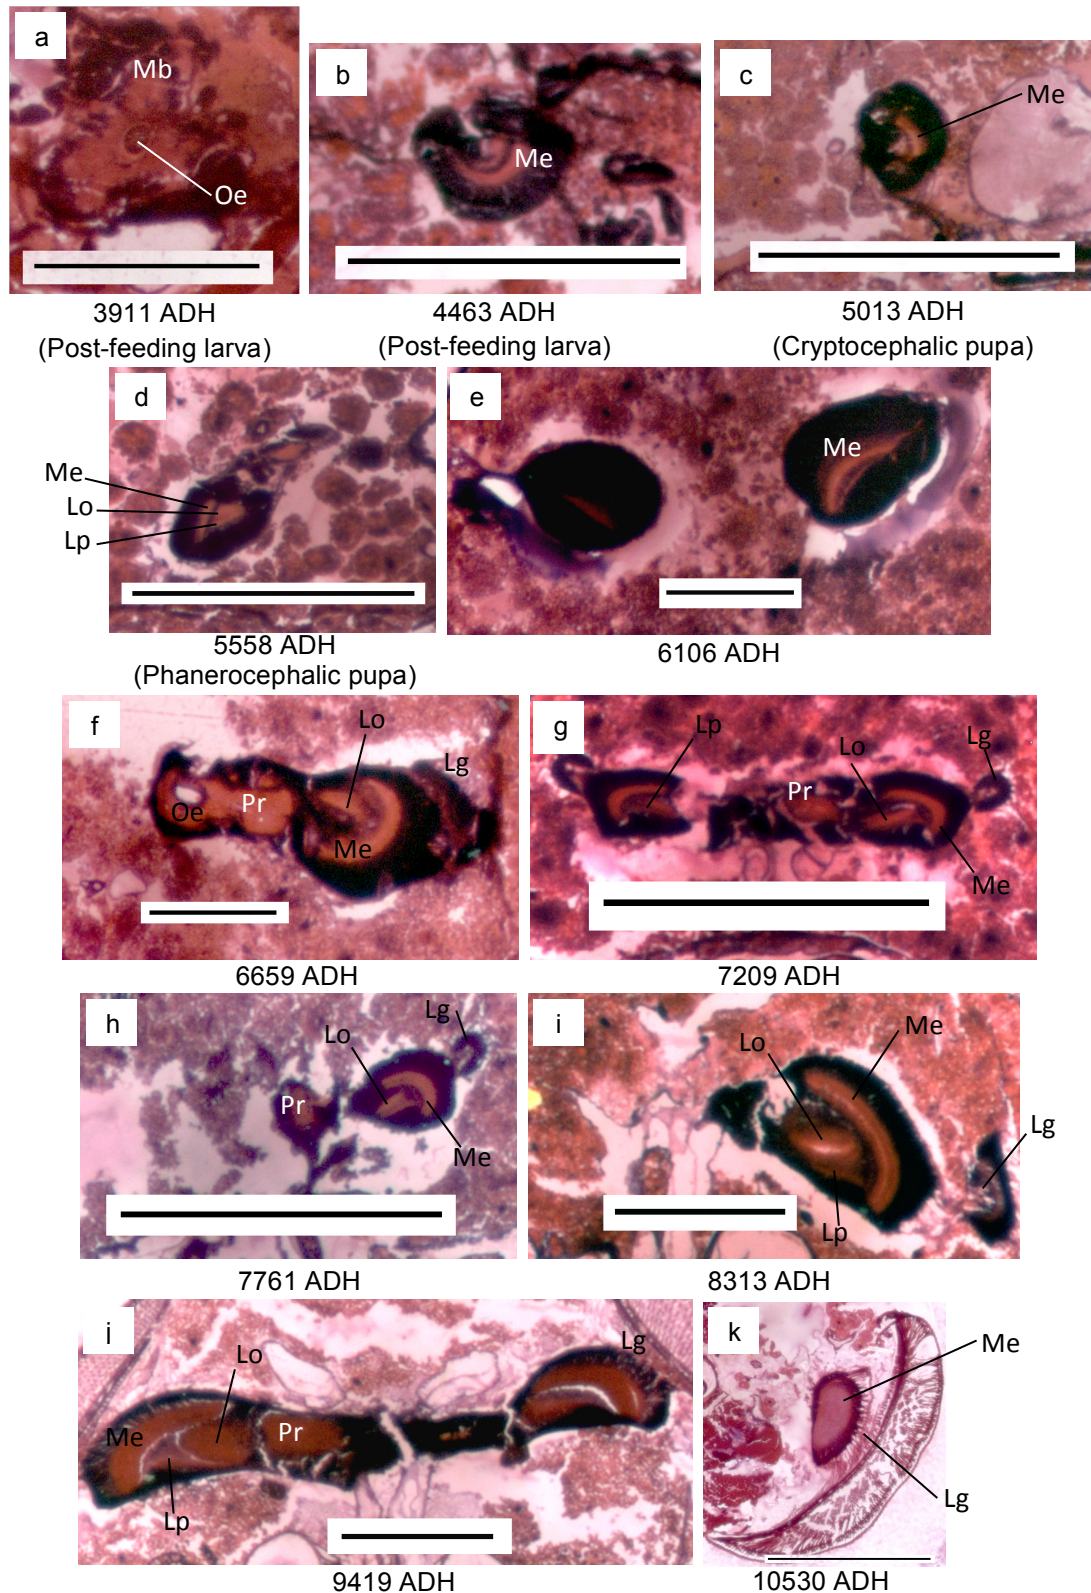 a
Mb
Oe
3911 ADH
(Post-feeding larva)
b
Me
4463 ADH
(Post-feeding larva)
c
Me
5013 ADH
(Cryptocephalic pupa)
d
Me
Lo
Lp
5558 ADH
(Phanerocephalic pupa)
e
Me
6106 ADH
f
Lo
Lg
Oe
Pr
Me
6659 ADH
g
Lp
Lo
Lg
Pr
Me
7209 ADH
h
Lg
Lo
Pr
Me
7761 ADH
i
Me
Lo
Lg
Lp
8313 ADH
j
Lo
Lg
Me
Pr
Lp
9419 ADH
k
Me
Lg
10530 ADH